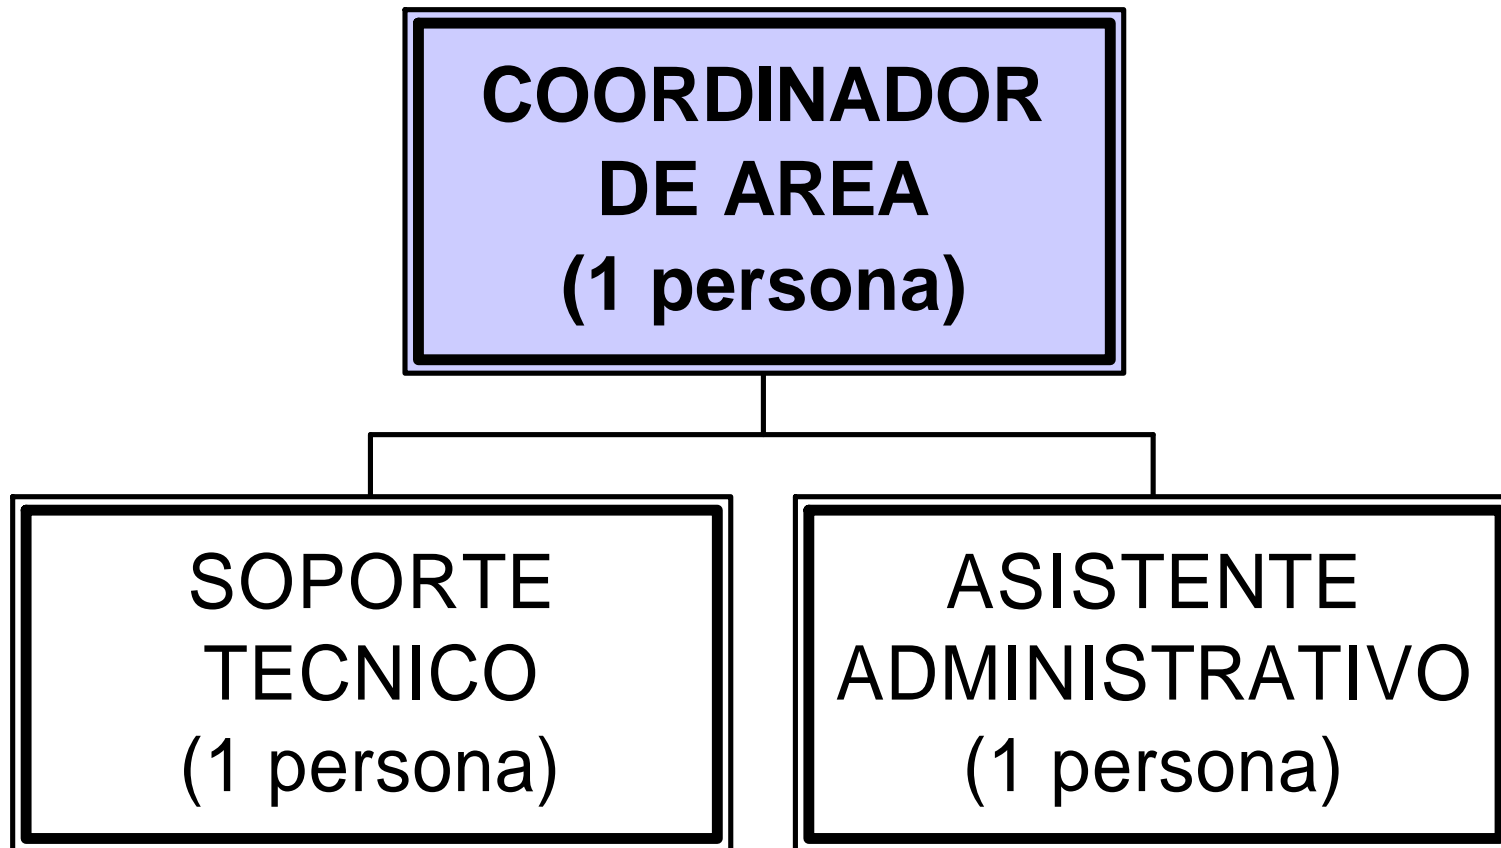 COORDINADOR
DE AREA
(1 persona)
SOPORTE
TECNICO
(1 persona)
ASISTENTE
ADMINISTRATIVO
(1 persona)